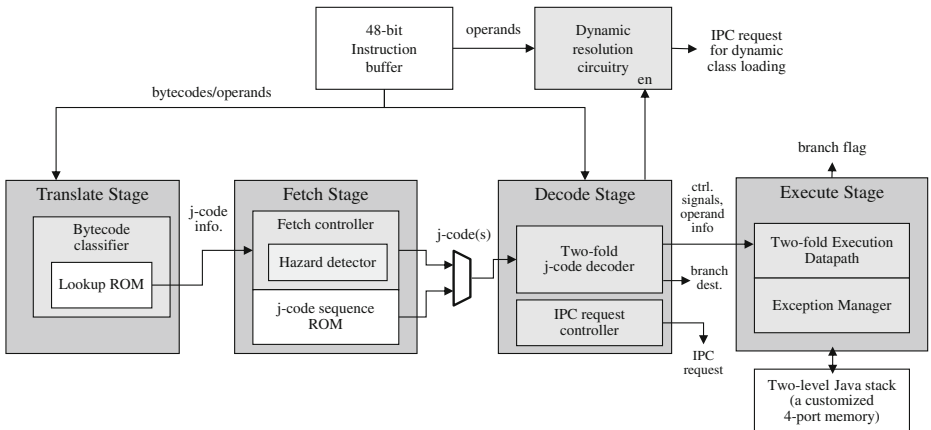 48-bit
Instruction
buffer
operands
Dynamic
resolution
circuitry
en
IPC request
for dynamic
class loading
bytecodes/operands
branch flag
Translate Stage
Bytecode
classifier
Lookup ROM
j-code
info.
Fetch Stage
Fetch controller
Hazard detector
j-code sequence
ROM
j-code(s)
Decode Stage
Two-fold
j-code decoder
IPC request
controller
ctrl.
signals,
operand
info
branch
dest.
IPC
request
Execute Stage
Two-fold Execution
Datapath
Exception Manager
Two-level Java stack
(a customized
4-port memory)